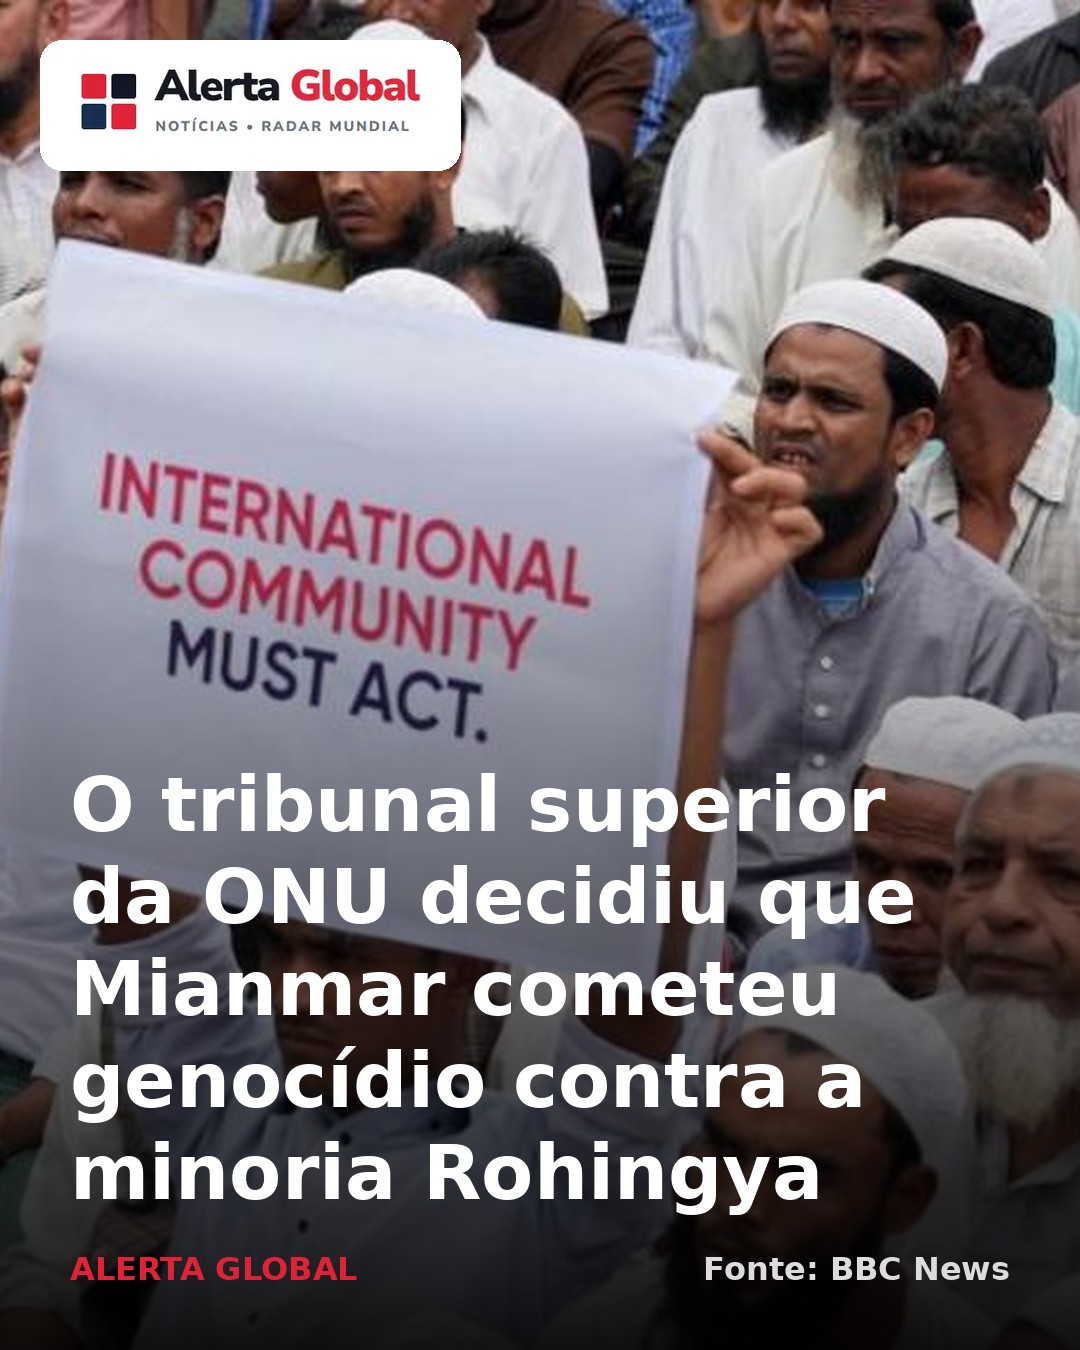 Alerta Global
NOTÍCIAS • RADAR MUNDIAL
INTERNATIONAL
COMMUNITY
MUST ACT.
O tribunal superior
da ONU decidiu que
Mianmar cometeu
genocídio contra a
minoria Rohingya
ALERTA GLOBAL
Fonte: BBC News